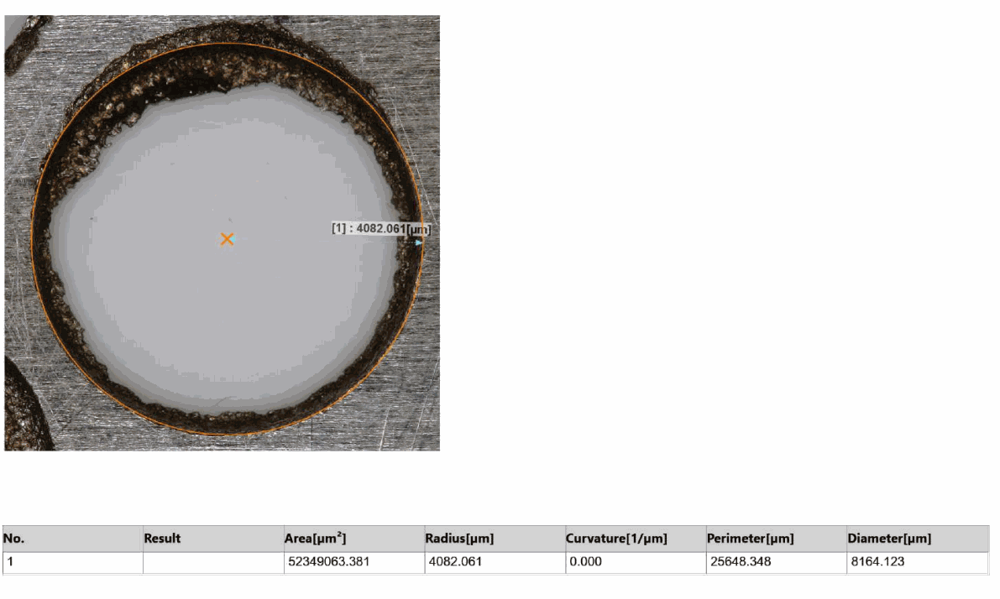 [1] : 4082.061[µm]
No. Result Area[µm²] Radius[µm] Curvature[1/µm] Perimeter[µm] Diameter[µm]
1 52349063.381 4082.061 0.000 25648.348 8164.123